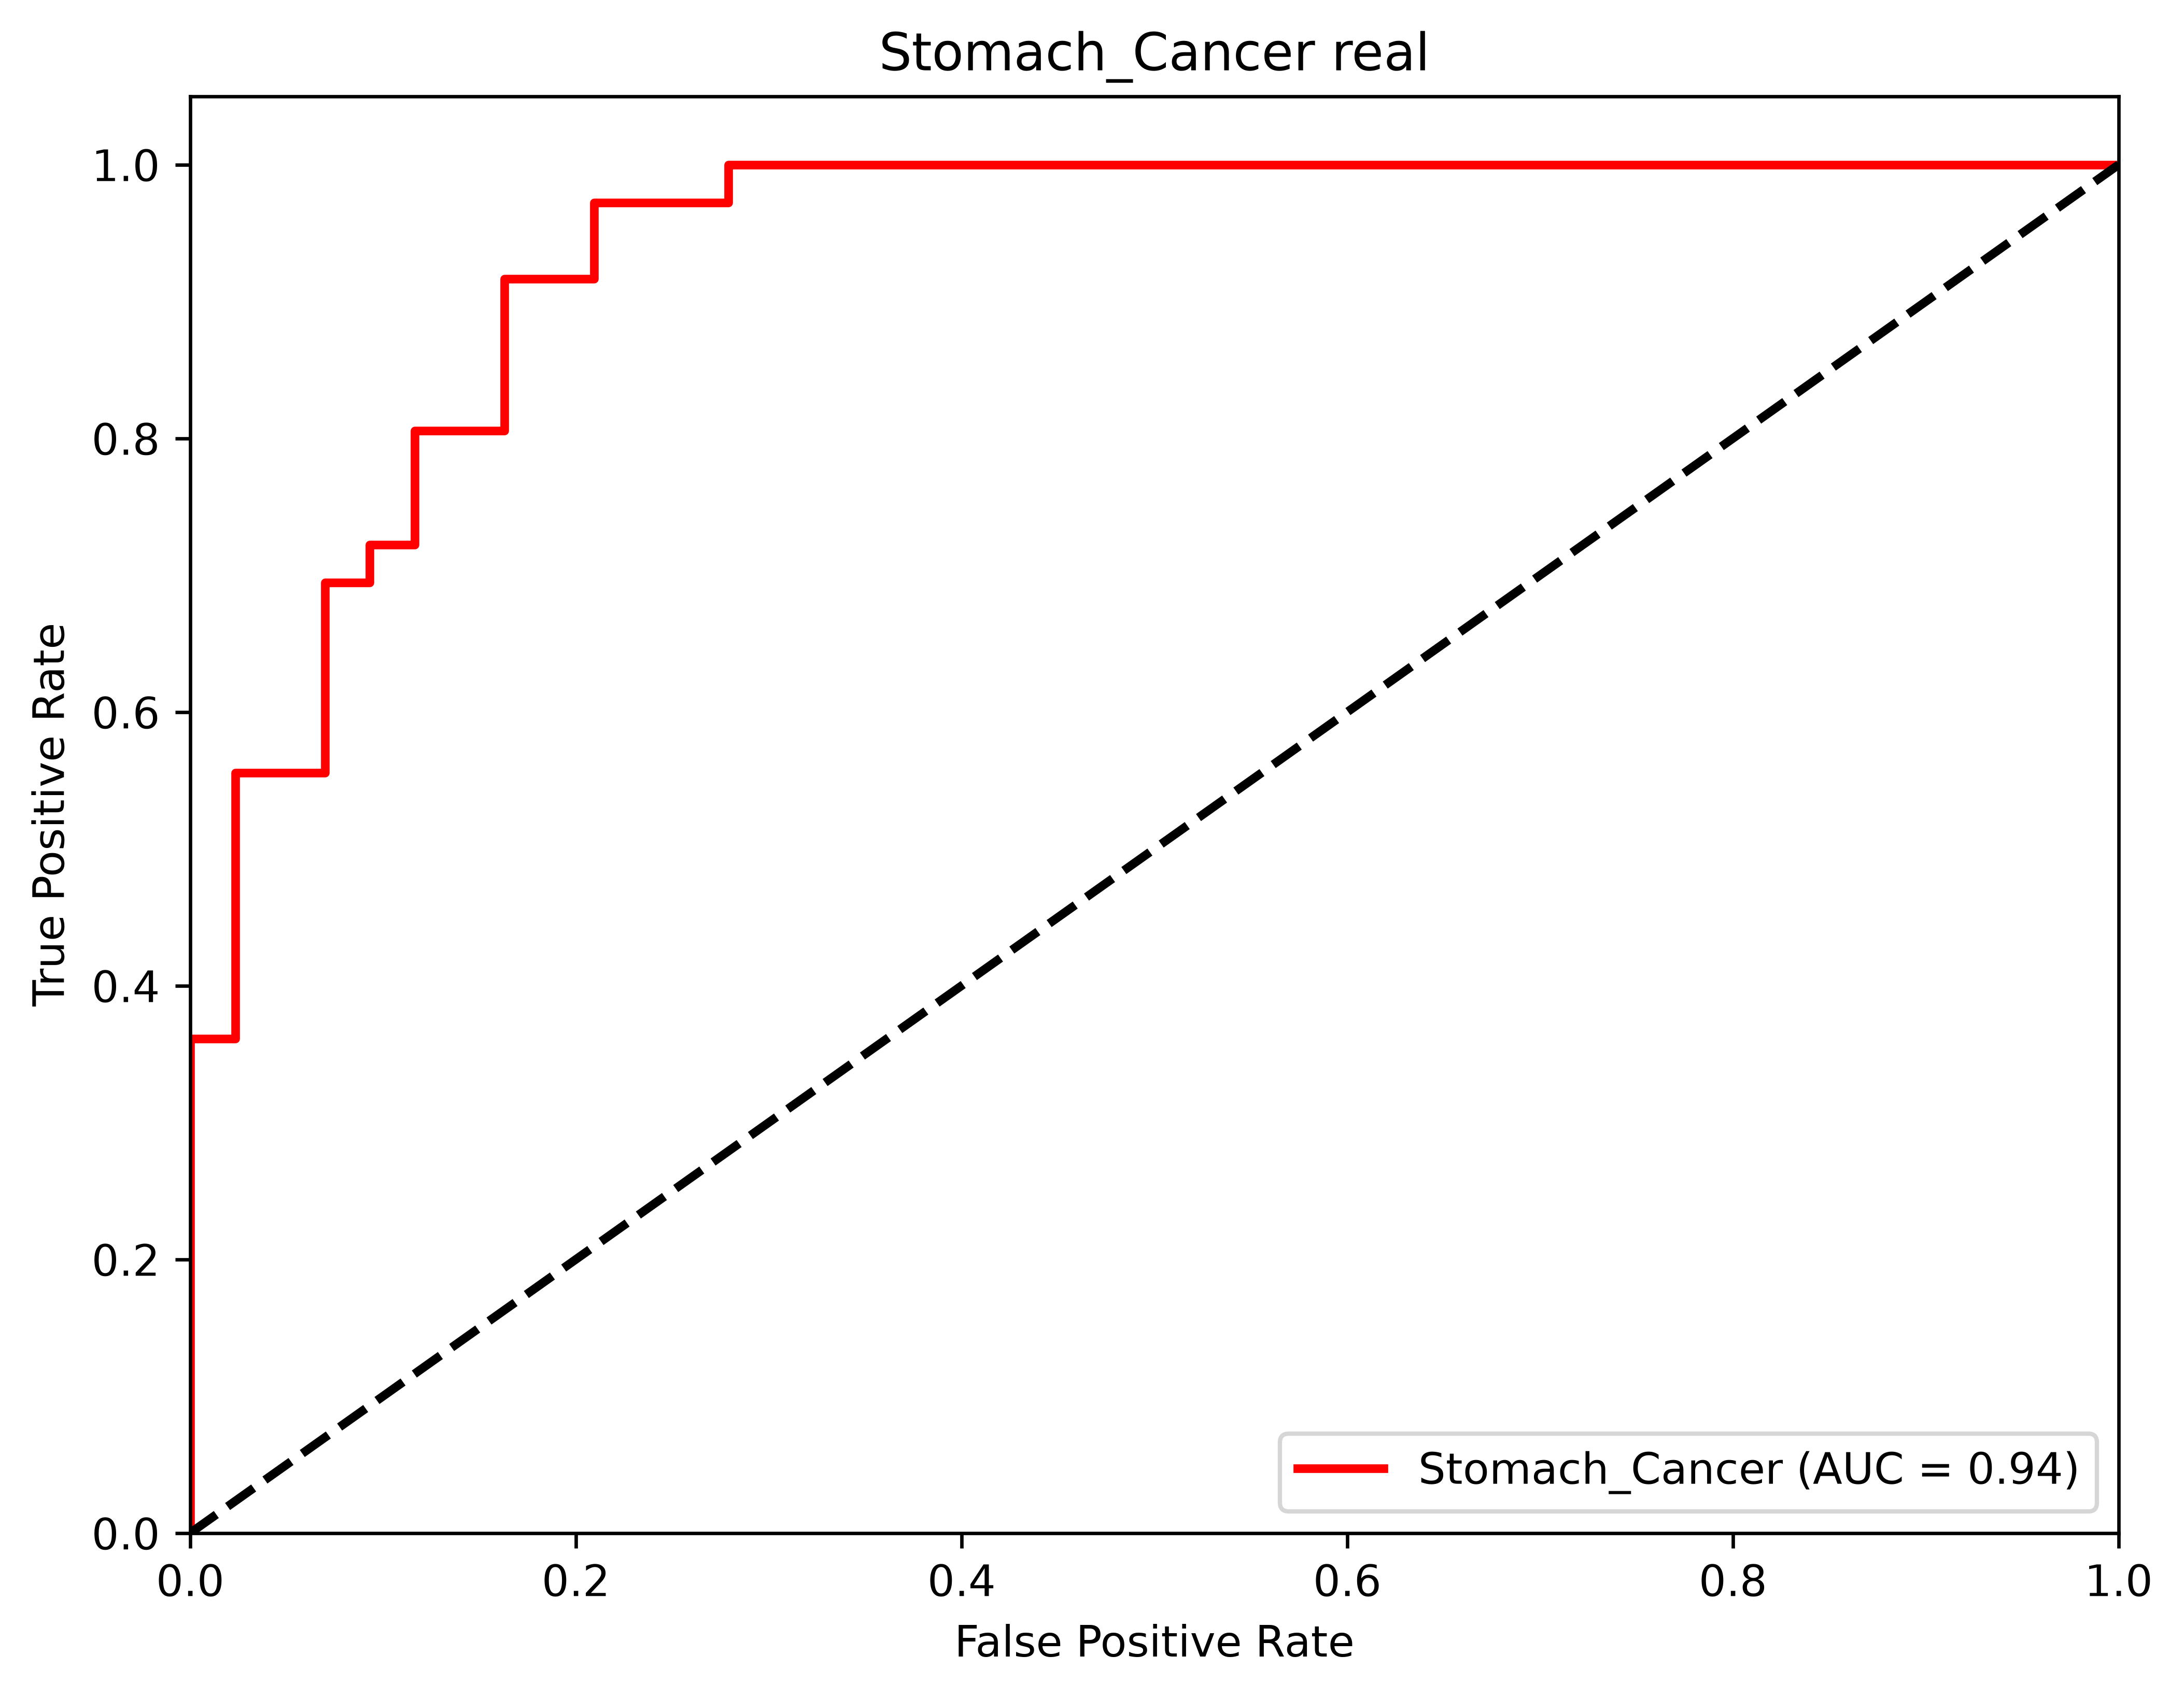 Stomach_Cancer real
1.0
0.8
0.6
0.4
0.2
0.0
True Positive Rate
Stomach_Cancer (AUC = 0.94)
0.0 0.2 0.4 0.6 0.8 1.0
False Positive Rate